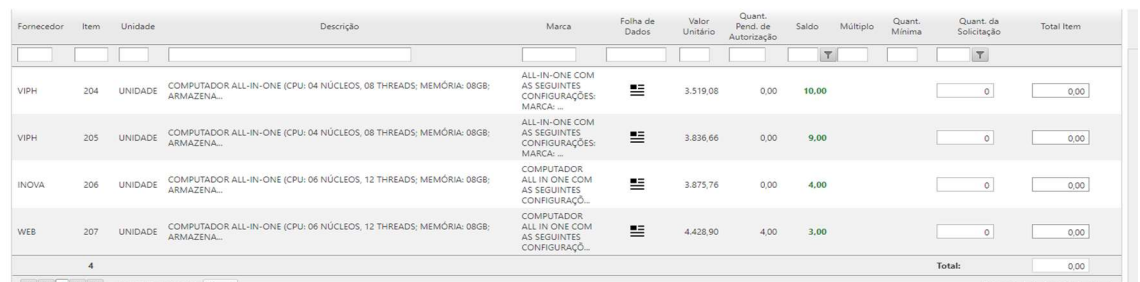 Fornecedor Item Unidade Descrição Marca Folha de Dados Valor Unitário Quant. Pend. de Autorização Saldo Múltiplo Quant. Mínima Quant. da Solicitação Total Item
VIPH 204 UNIDADE COMPUTADOR ALL-IN-ONE (CPU: 04 NÚCLEOS, 08 THREADS; MEMÓRIA: 08GB; ARMAZENA... ALL-IN-ONE COM AS SEGUINTES CONFIGURAÇÕES: MARCA: ... 3.519,08 0,00 10,00 0 0,00
VIPH 205 UNIDADE COMPUTADOR ALL-IN-ONE (CPU: 04 NÚCLEOS, 08 THREADS; MEMÓRIA: 08GB; ARMAZENA... ALL-IN-ONE COM AS SEGUINTES CONFIGURAÇÕES: MARCA: ... 3.836,66 0,00 9,00 0 0,00
INOVA 206 UNIDADE COMPUTADOR ALL-IN-ONE (CPU: 06 NÚCLEOS, 12 THREADS; MEMÓRIA: 08GB; ARMAZENA... COMPUTADOR ALL IN ONE COM AS SEGUINTES CONFIGURAÇÕ... 3.875,76 0,00 4,00 0 0,00
WEB 207 UNIDADE COMPUTADOR ALL-IN-ONE (CPU: 06 NÚCLEOS, 12 THREADS; MEMÓRIA: 08GB; ARMAZENA... COMPUTADOR ALL IN ONE COM AS SEGUINTES CONFIGURAÇÕ... 4.428,90 4,00 3,00 0 0,00
4 Total: 0,00